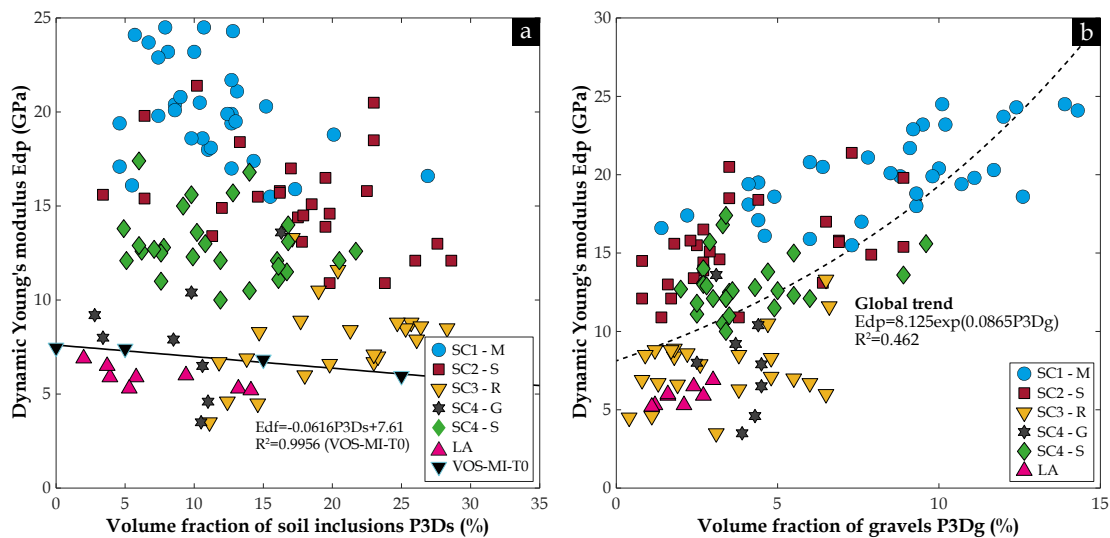 a
Dynamic Young's modulus Edp (GPa)
25
20
15
10
5
0
0
5
10
15
20
25
30
35
Volume fraction of soil inclusions P3Ds (%)
Edf=-0.0616P3Ds+7.61
R²=0.9956 (VOS-MI-T0)
SC1 - M
SC2 - S
SC3 - R
SC4 - G
SC4 - S
LA
VOS-MI-T0
b
Dynamic Young's modulus Edp (GPa)
30
25
20
15
10
5
0
0
5
10
15
Volume fraction of gravels P3Dg (%)
Global trend
Edp=8.125exp(0.0865P3Dg)
R²=0.462
SC1 - M
SC2 - S
SC3 - R
SC4 - G
SC4 - S
LA